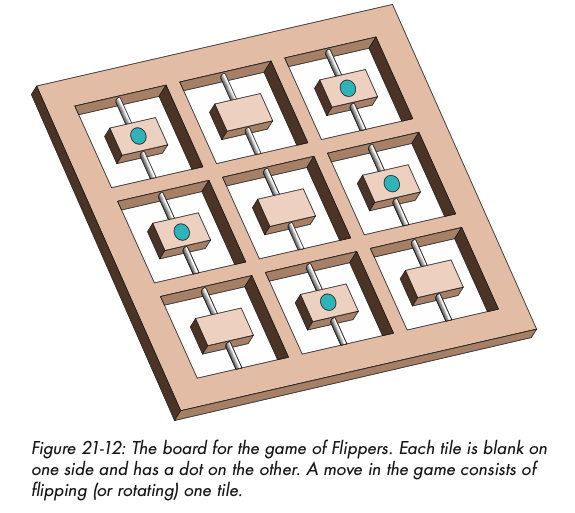 Figure 21-12: The board for the game of Flippers. Each tile is blank on
one side and has a dot on the other. A move in the game consists of
flipping (or rotating) one tile.